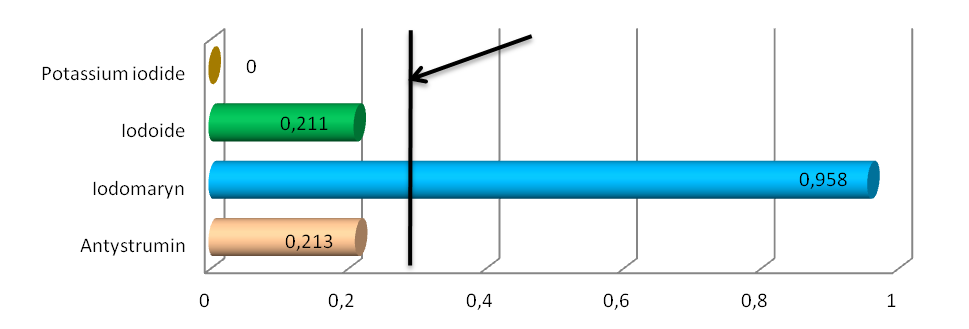 Potassium iodide 0
Iodoide 0,211
Iodomaryn 0,958
Antystrumin 0,213
0 0,2 0,4 0,6 0,8 1